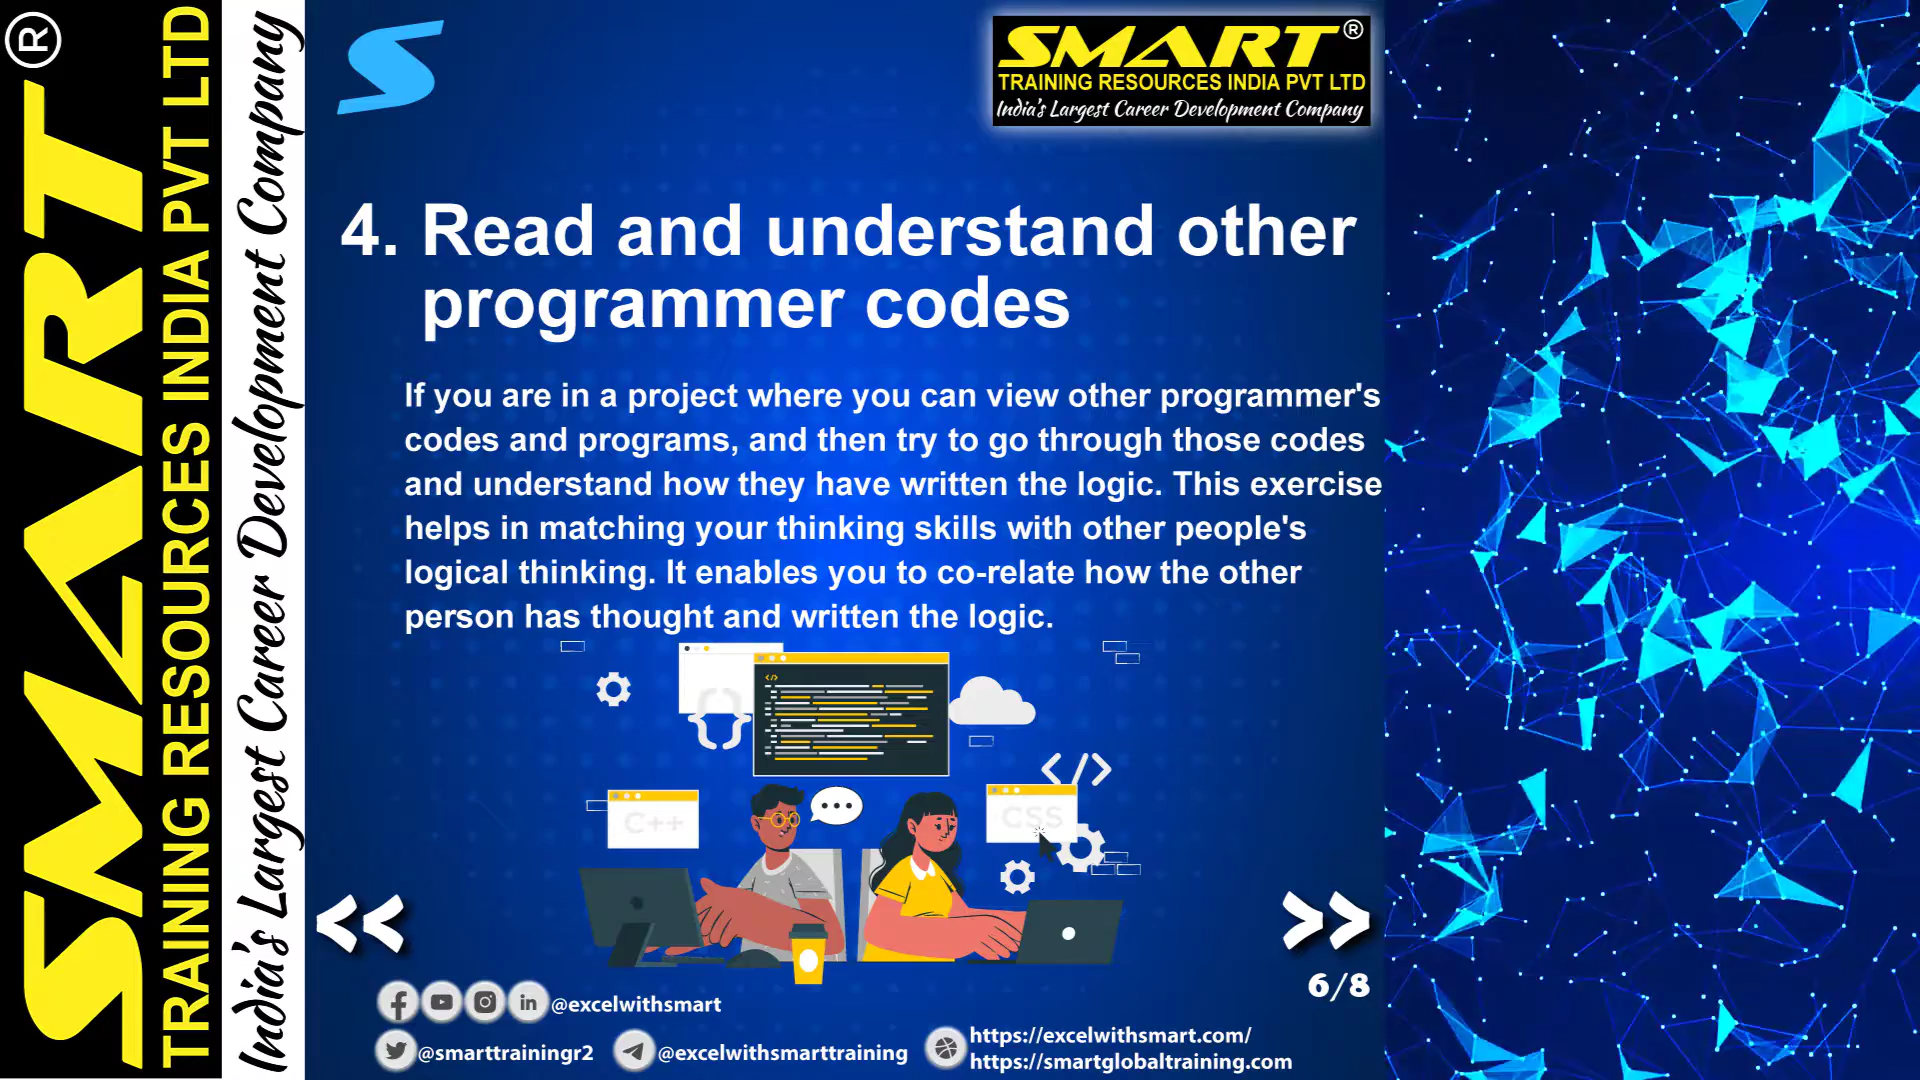 SMART®
TRAINING RESOURCES INDIA PVT LTD
India's Largest Career Development Company
S
SMART®
TRAINING RESOURCES INDIA PVT LTD
India's Largest Career Development Company
4. Read and understand other
programmer codes
If you are in a project where you can view other programmer's
codes and programs, and then try to go through those codes
and understand how they have written the logic. This exercise
helps in matching your thinking skills with other people's
logical thinking. It enables you to co-relate how the other
person has thought and written the logic.
</>
{}
</>
C++
CSS
<<
>>
6/8
@excelwithsmart
@smarttrainingr2
@excelwithsmarttraining
https://excelwithsmart.com/
https://smartglobaltraining.com